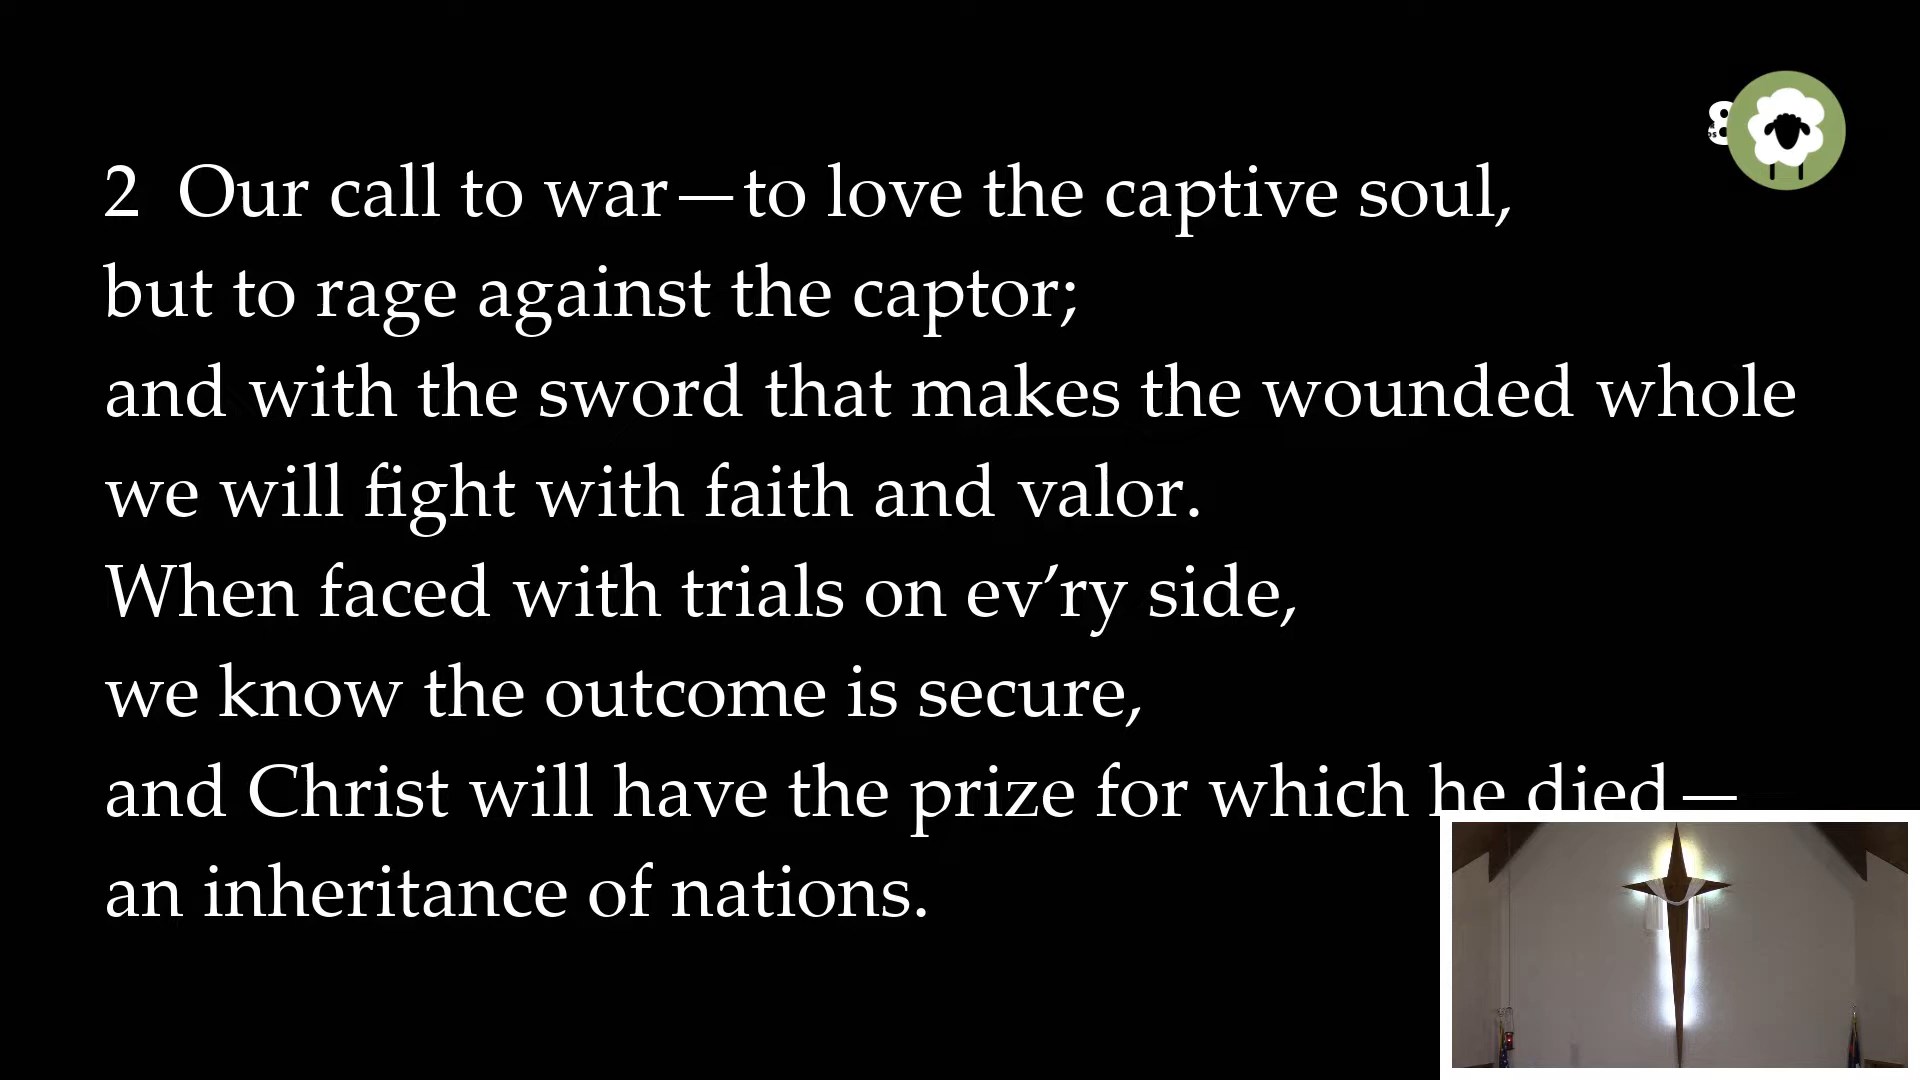 2 Our call to war—to love the captive soul,
but to rage against the captor;
and with the sword that makes the wounded whole
we will fight with faith and valor.
When faced with trials on ev’ry side,
we know the outcome is secure,
and Christ will have the prize for which he died—
an inheritance of nations.